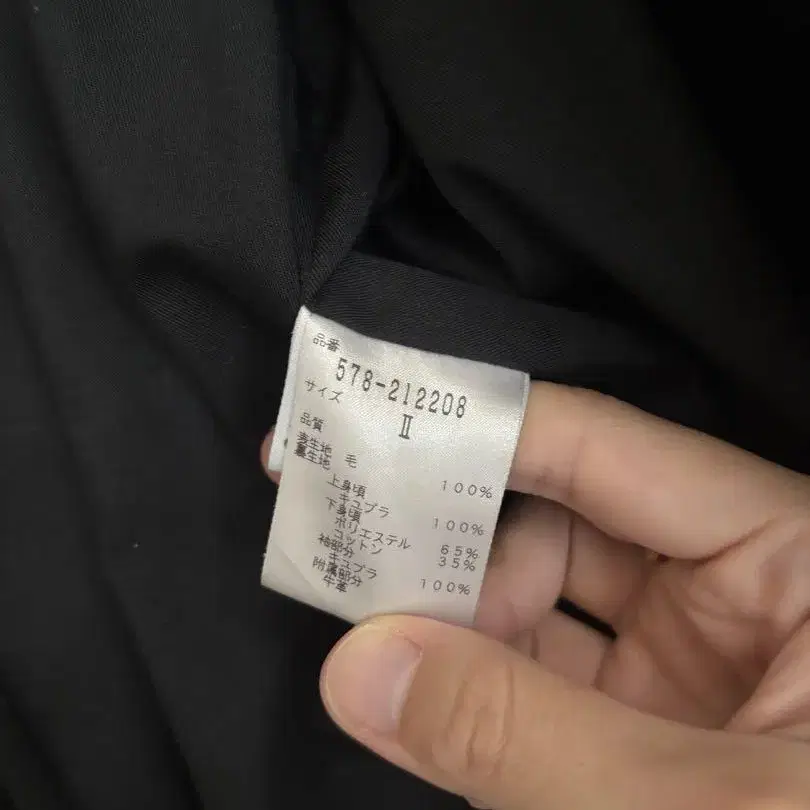 品番
578-212208
サイズ
II
品質
表生地 毛 100%
裏生地
上身頃
キュプラ 100%
下身頃
ポリエステル 65%
コットン 35%
袖部分
キュプラ 100%
附属部分
牛革